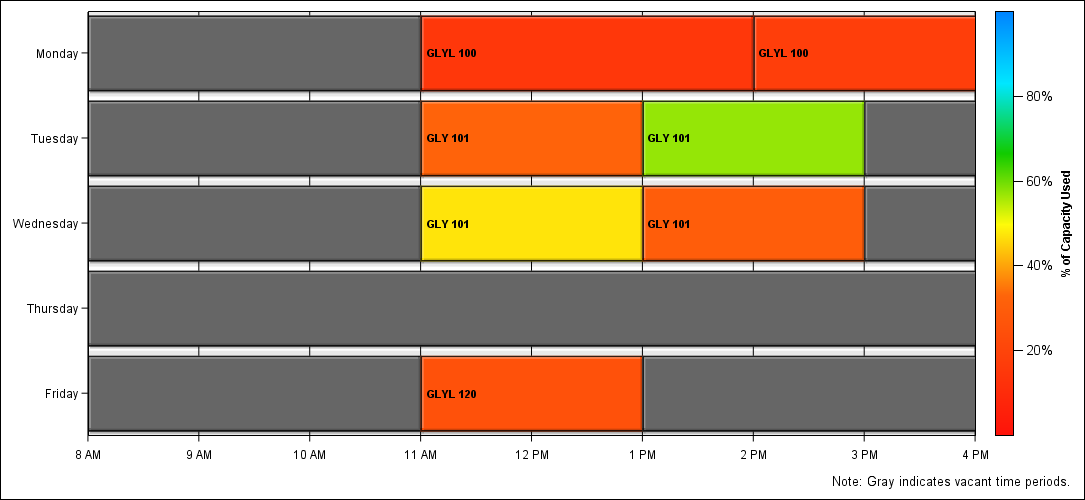 Monday
GLYL 100
GLYL 100
80%
Tuesday
GLY 101
GLY 101
60%
Wednesday
GLY 101
GLY 101
% of Capacity Used
40%
Thursday
20%
Friday
GLYL 120
8 AM 9 AM 10 AM 11 AM 12 PM 1 PM 2 PM 3 PM 4 PM
Note: Gray indicates vacant time periods.